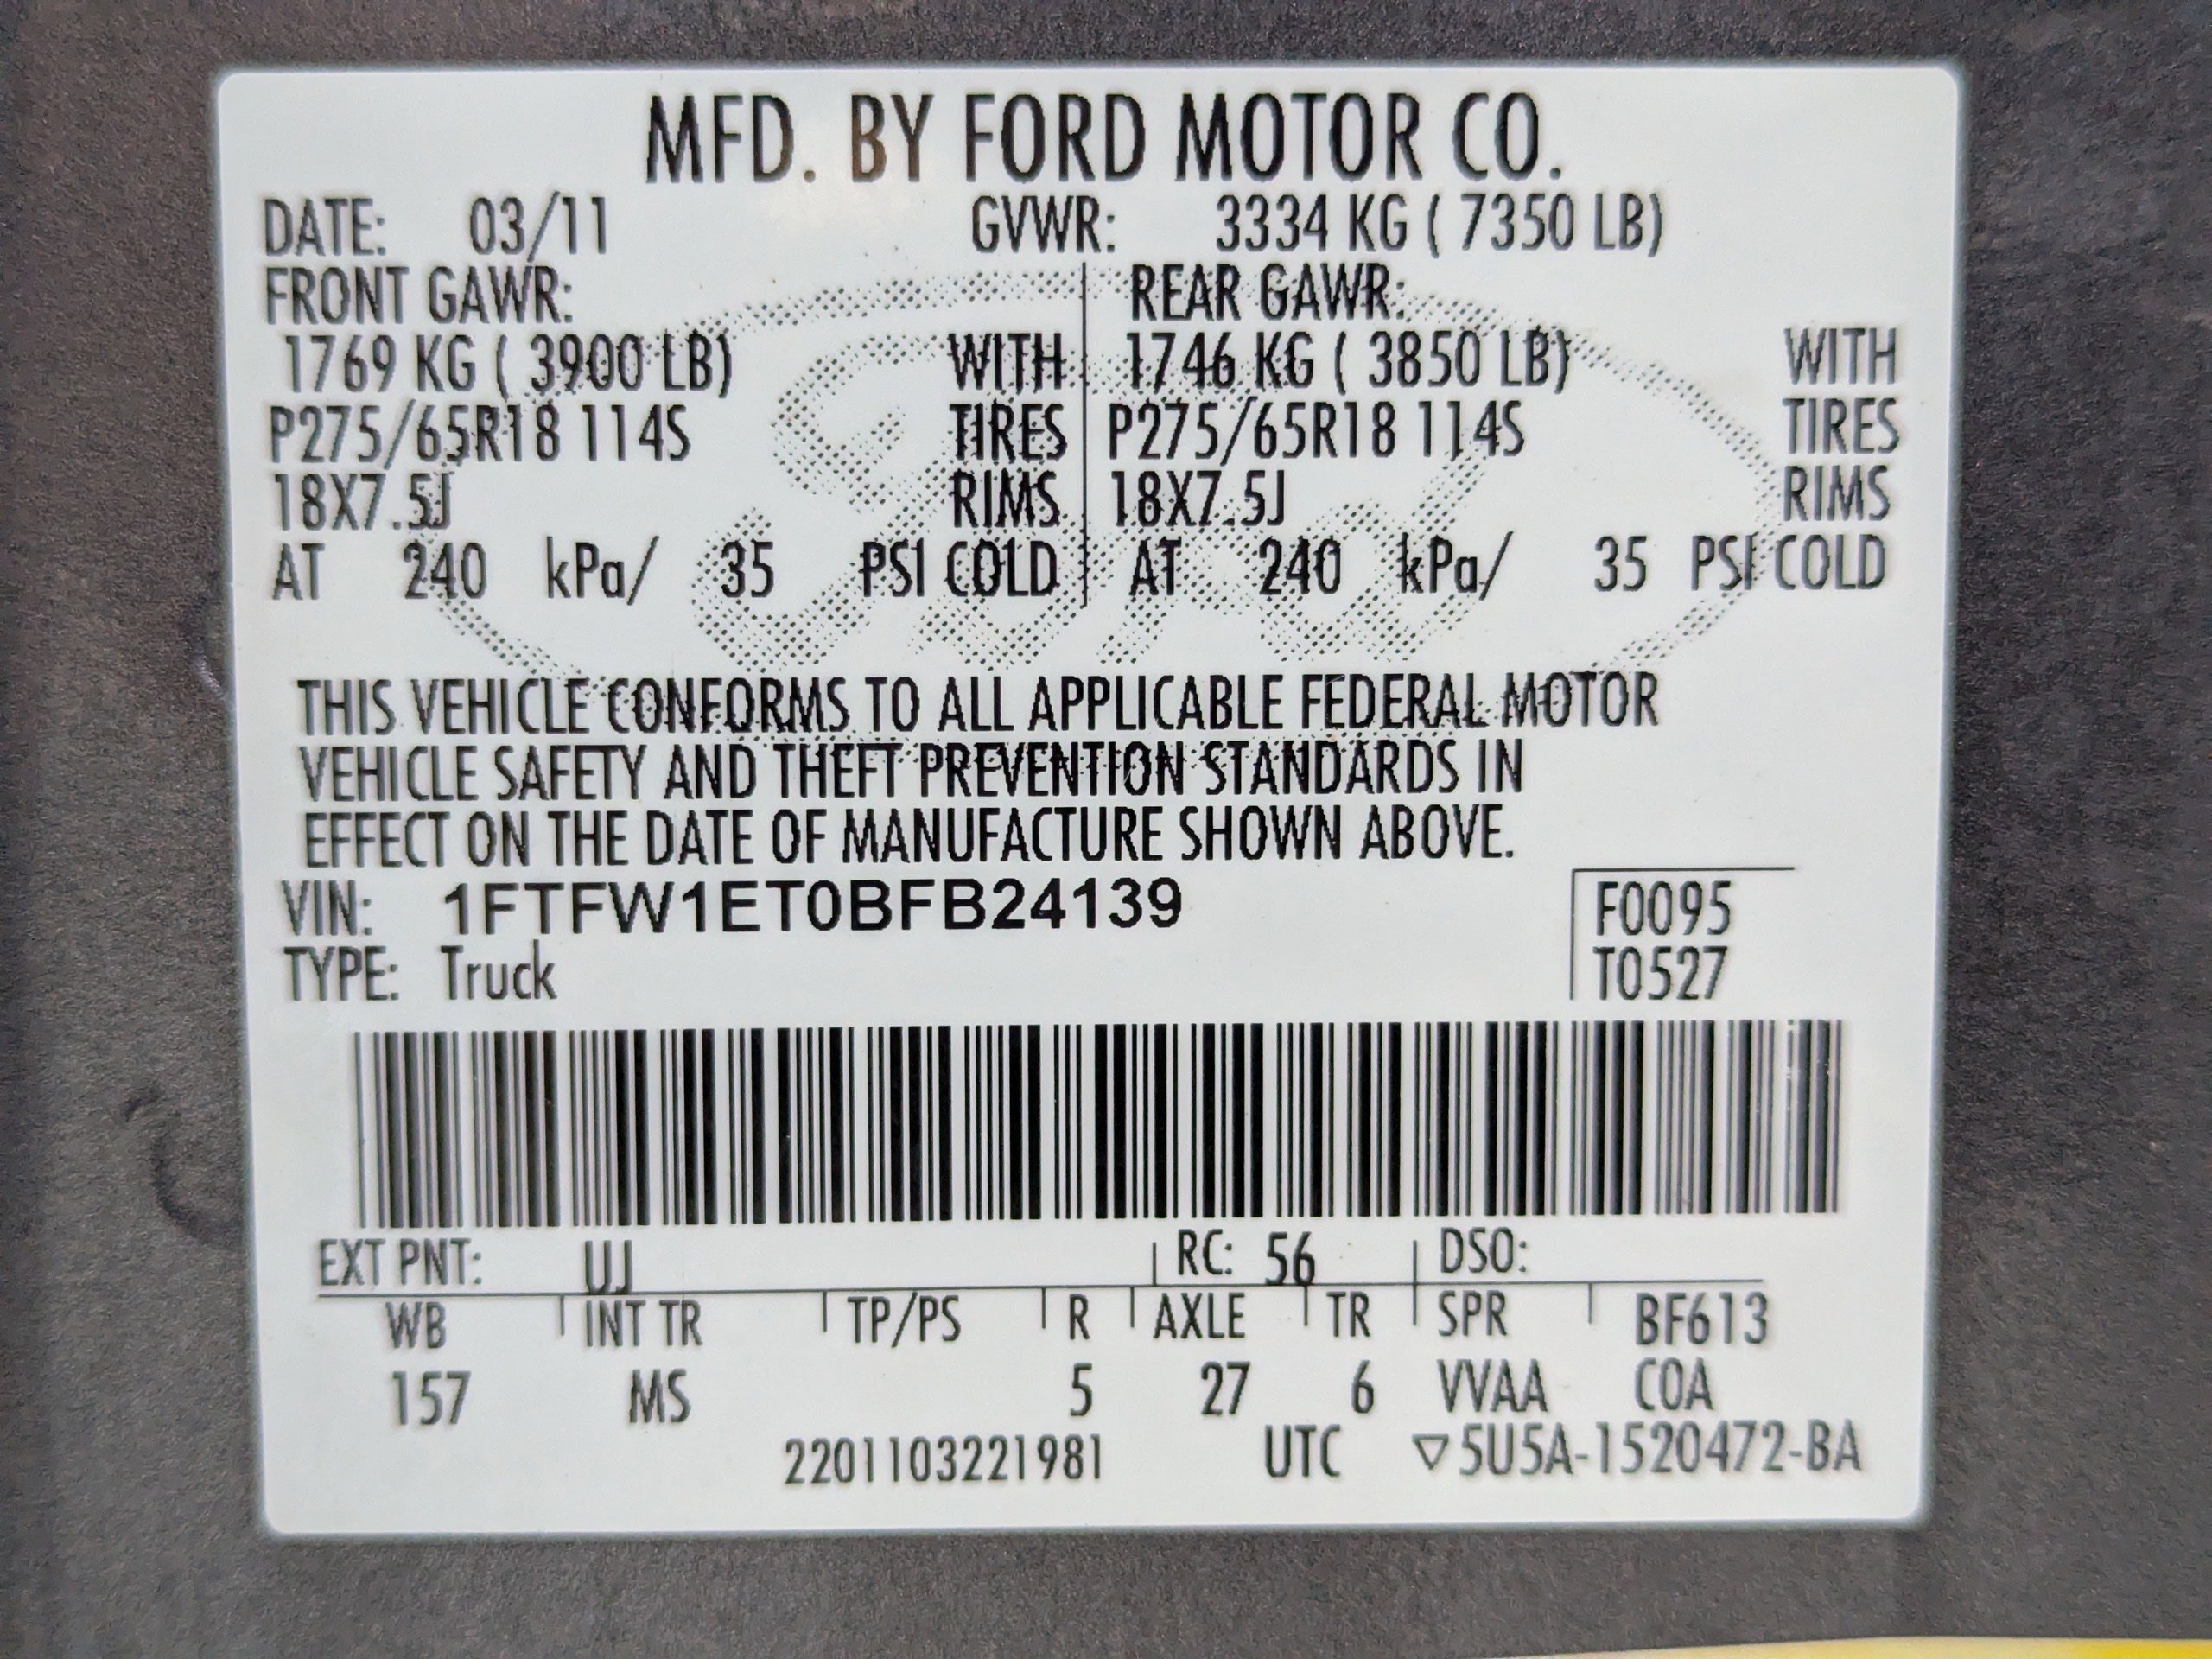 MFD. BY FORD MOTOR CO.
DATE: 03/11 GVWR: 3334 KG ( 7350 LB)
FRONT GAWR: REAR GAWR:
1769 KG ( 3900 LB) WITH 1746 KG ( 3850 LB) WITH
P275/65R18 114S TIRES P275/65R18 114S TIRES
18X7.5J RIMS 18X7.5J RIMS
AT 240 kPa/ 35 PSI COLD AT 240 kPa/ 35 PSI COLD
Ford
THIS VEHICLE CONFORMS TO ALL APPLICABLE FEDERAL MOTOR
VEHICLE SAFETY AND THEFT PREVENTION STANDARDS IN
EFFECT ON THE DATE OF MANUFACTURE SHOWN ABOVE.
VIN: 1FTFW1ET0BFB24139 F0095
TYPE: Truck T0527
EXT PNT: UJ RC: 56 DSO:
WB INT TR TP/PS R AXLE TR SPR BF613
157 MS 5 27 6 VVAA COA
2201103221981 UTC ▽5U5A-1520472-BA